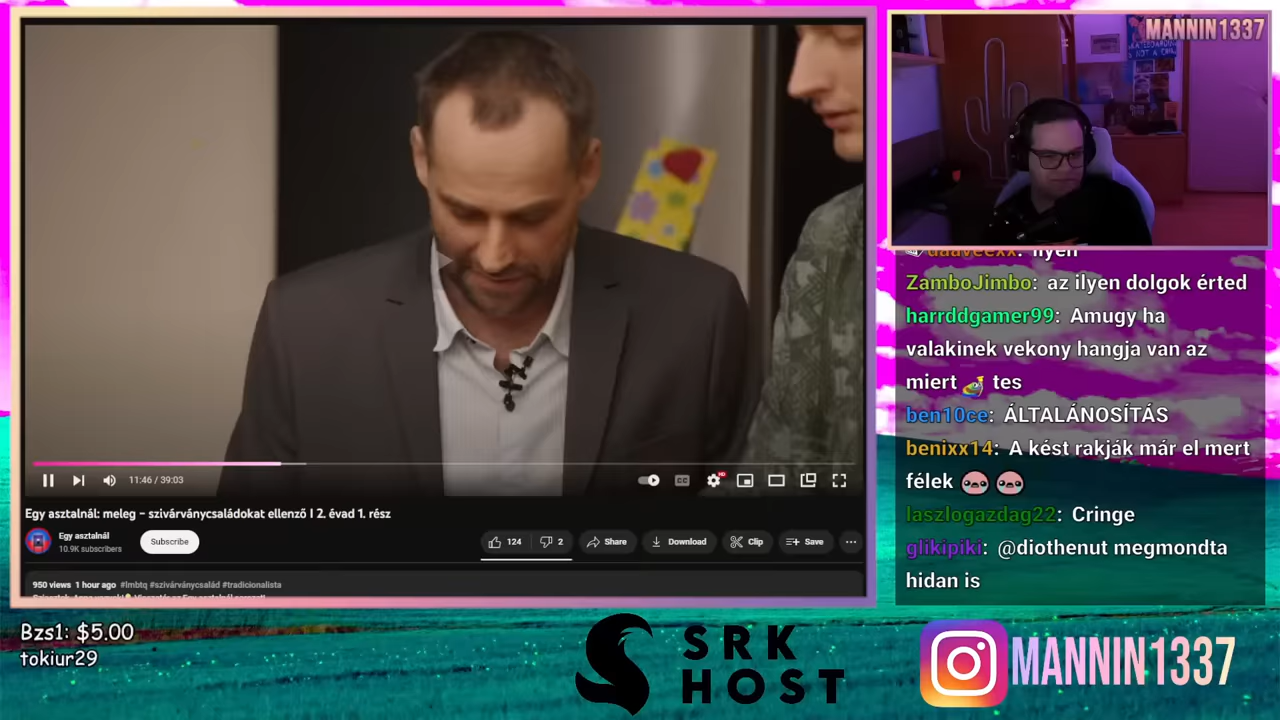 MANNIN1337
daaveexx: ilyen
ZamboJimbo: az ilyen dolgok érted
harrddgamer99: Amugy ha
valakinek vekony hangja van az
miert tes
ben10ce: ÁLTALÁNOSÍTÁS
benixx14: A kést rakják már el mert
félek
laszlogazdag22: Cringe
glikipiki: @diothenut megmondta
hidan is
11:46 / 39:03
CC
HD
Egy asztalnál: meleg – szivárványcsaládokat ellenző I 2. évad 1. rész
Egy asztalnál
10.9K subscribers
Subscribe
124
2
Share
Download
Clip
Save
950 views 1 hour ago #lmbtq #szivárványcsalád #tradicionalista
Bzs1: $5.00
tokiur29
SRK
HOST
MANNIN1337